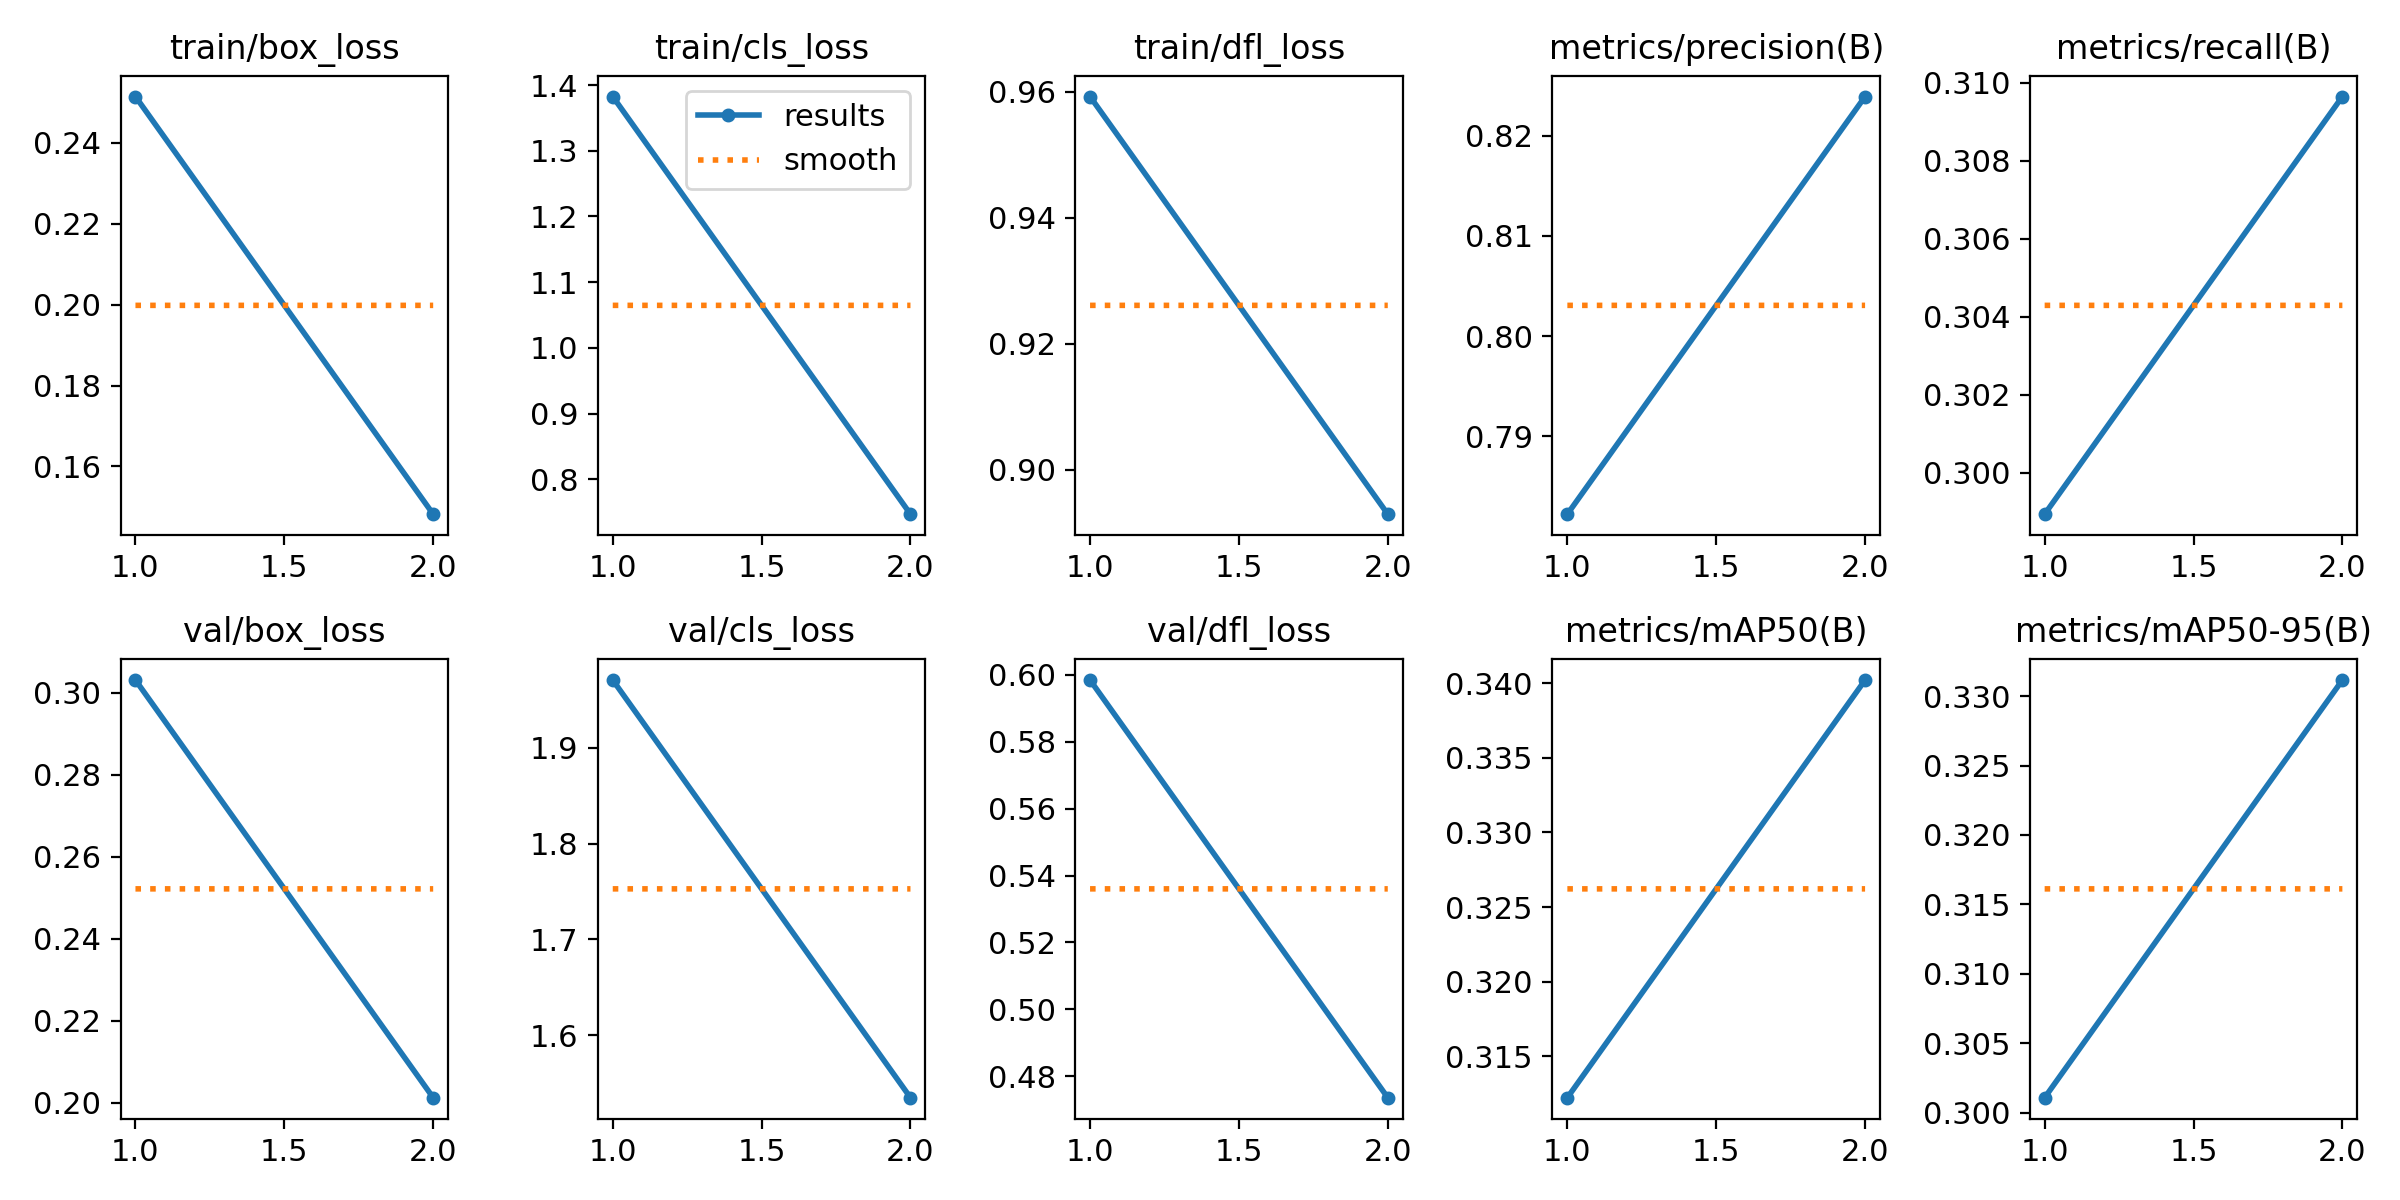 train/box_loss
0.24
0.22
0.20
0.18
0.16
1.0 1.5 2.0
train/cls_loss
results
smooth
1.4
1.3
1.2
1.1
1.0
0.9
0.8
1.0 1.5 2.0
train/dfl_loss
0.96
0.94
0.92
0.90
1.0 1.5 2.0
metrics/precision(B)
0.82
0.81
0.80
0.79
1.0 1.5 2.0
metrics/recall(B)
0.310
0.308
0.306
0.304
0.302
0.300
1.0 1.5 2.0
val/box_loss
0.30
0.28
0.26
0.24
0.22
0.20
1.0 1.5 2.0
val/cls_loss
1.9
1.8
1.7
1.6
1.0 1.5 2.0
val/dfl_loss
0.60
0.58
0.56
0.54
0.52
0.50
0.48
1.0 1.5 2.0
metrics/mAP50(B)
0.340
0.335
0.330
0.325
0.320
0.315
1.0 1.5 2.0
metrics/mAP50-95(B)
0.330
0.325
0.320
0.315
0.310
0.305
0.300
1.0 1.5 2.0